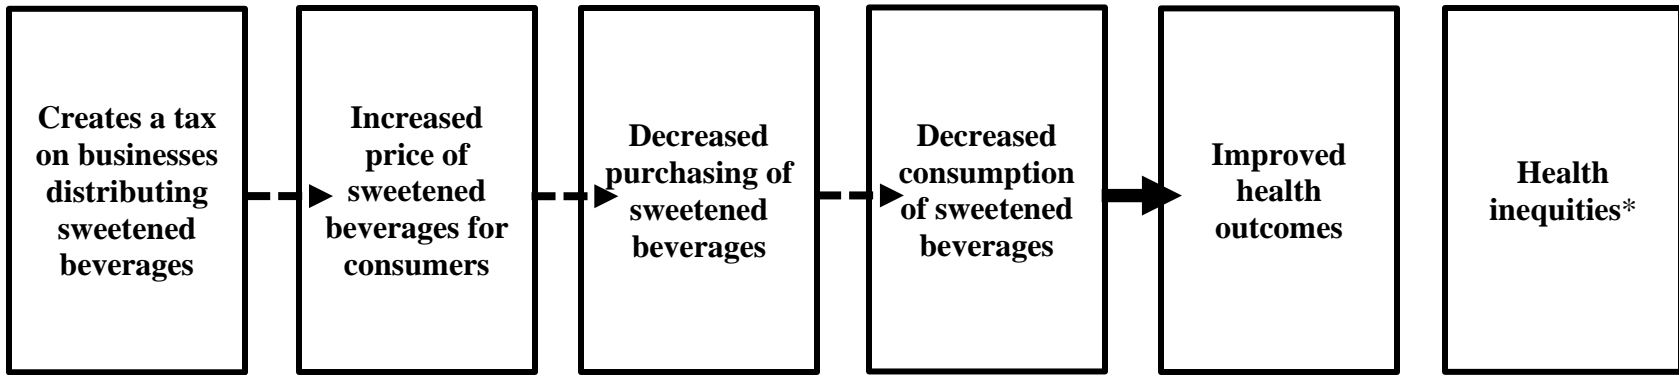 Creates a tax
on businesses
distributing
sweetened
beverages
Increased
price of
sweetened
beverages for
consumers
Decreased
purchasing of
sweetened
beverages
Decreased
consumption
of sweetened
beverages
Improved
health
outcomes
Health
inequities*